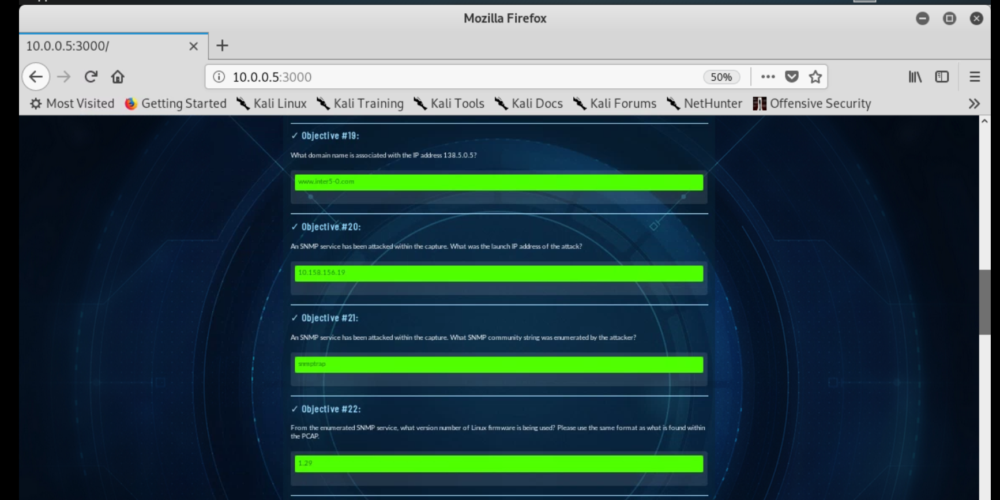 Mozilla Firefox
10.0.0.5:3000/
10.0.0.5:3000
50%
Most Visited Getting Started Kali Linux Kali Training Kali Tools Kali Docs Kali Forums NetHunter Offensive Security
✓ Objective #19:
What domain name is associated with the IP address 138.5.0.5?
www.inter5-0.com
✓ Objective #20:
An SNMP service has been attacked within the capture. What was the launch IP address of the attack?
10.158.156.19
✓ Objective #21:
An SNMP service has been attacked within the capture. What SNMP community string was enumerated by the attacker?
snmptrap
✓ Objective #22:
From the enumerated SNMP service, what version number of Linux firmware is being used? Please use the same format as what is found within
the PCAP.
1.29